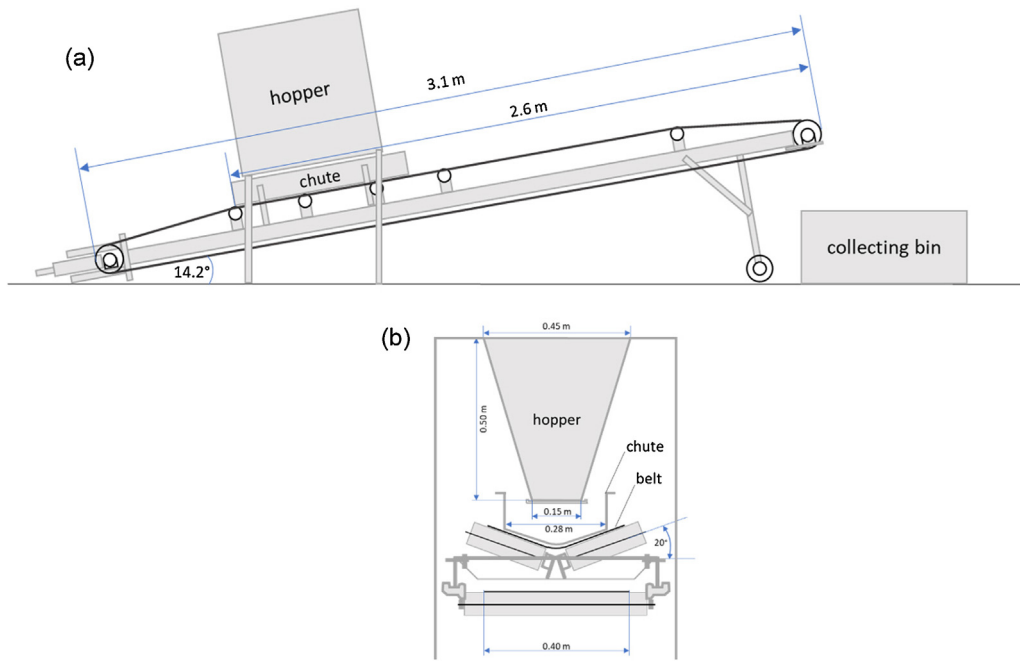 (a)
hopper
3.1 m
2.6 m
chute
14.2°
collecting bin
(b)
0.45 m
0.50 m
hopper
chute
belt
0.15 m
0.28 m
20°
0.40 m